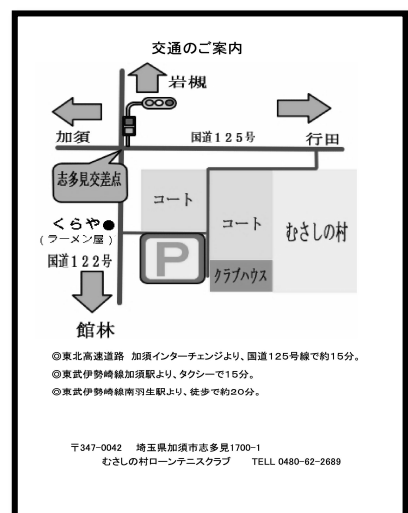 交通のご案内
岩槻
加須
国道125号
行田
志多見交差点
コート
コート
むさしの村
くらや●
(ラーメン屋)
国道122号
P
クラブハウス
館林
◎東北高速道路 加須インターチェンジより、国道125号線で約15分。
◎東武伊勢崎線加須駅より、タクシーで15分。
◎東武伊勢崎線南羽生駅より、徒歩で約20分。
〒347-0042 埼玉県加須市志多見1700-1
むさしの村ローンテニスクラブ TELL 0480-62-2689